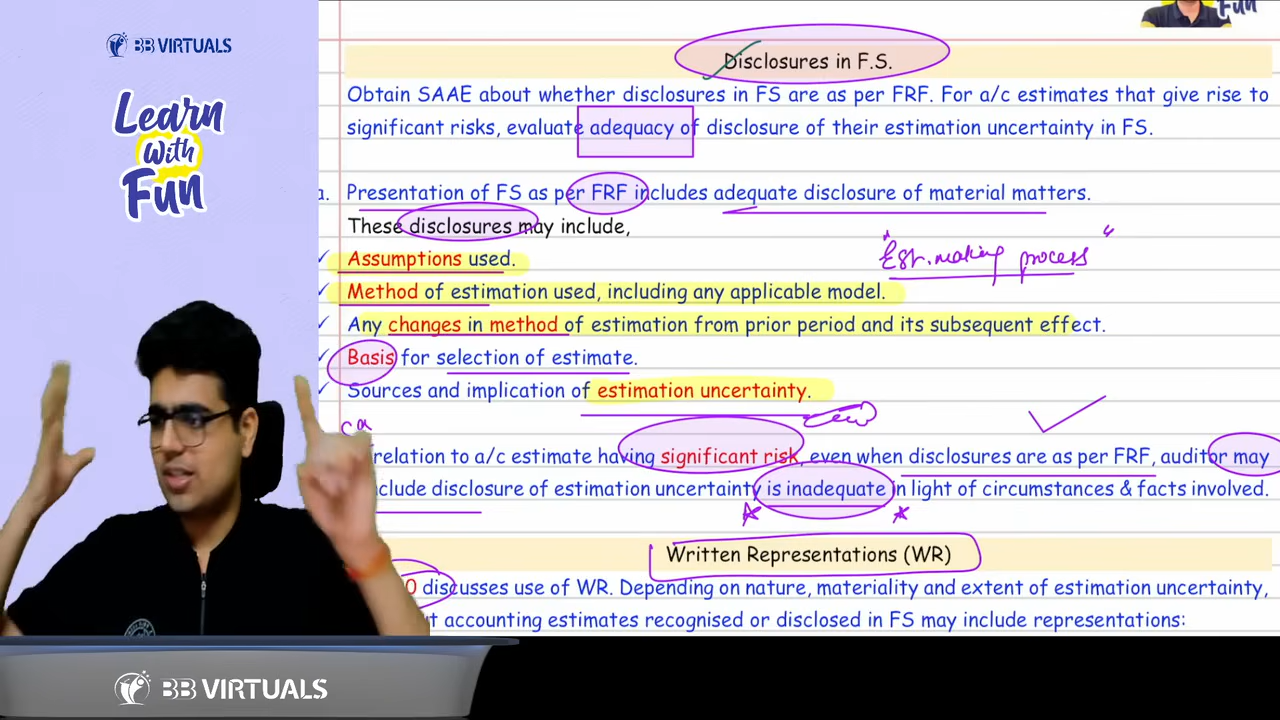 BB VIRTUALS
Learn
With
Fun
Fun
Disclosures in F.S.
Obtain SAAE about whether disclosures in FS are as per FRF. For a/c estimates that give rise to
significant risks, evaluate adequacy of disclosure of their estimation uncertainty in FS.
a. Presentation of FS as per FRF includes adequate disclosure of material matters.
These disclosures may include,
"Est. making process"
✓ Assumptions used.
✓ Method of estimation used, including any applicable model.
✓ Any changes in method of estimation from prior period and its subsequent effect.
✓ Basis for selection of estimate.
✓ Sources and implication of estimation uncertainty.
relation to a/c estimate having significant risk, even when disclosures are as per FRF, auditor may
clude disclosure of estimation uncertainty is inadequate in light of circumstances & facts involved.
Written Representations (WR)
0 discusses use of WR. Depending on nature, materiality and extent of estimation uncertainty,
t accounting estimates recognised or disclosed in FS may include representations:
BB VIRTUALS